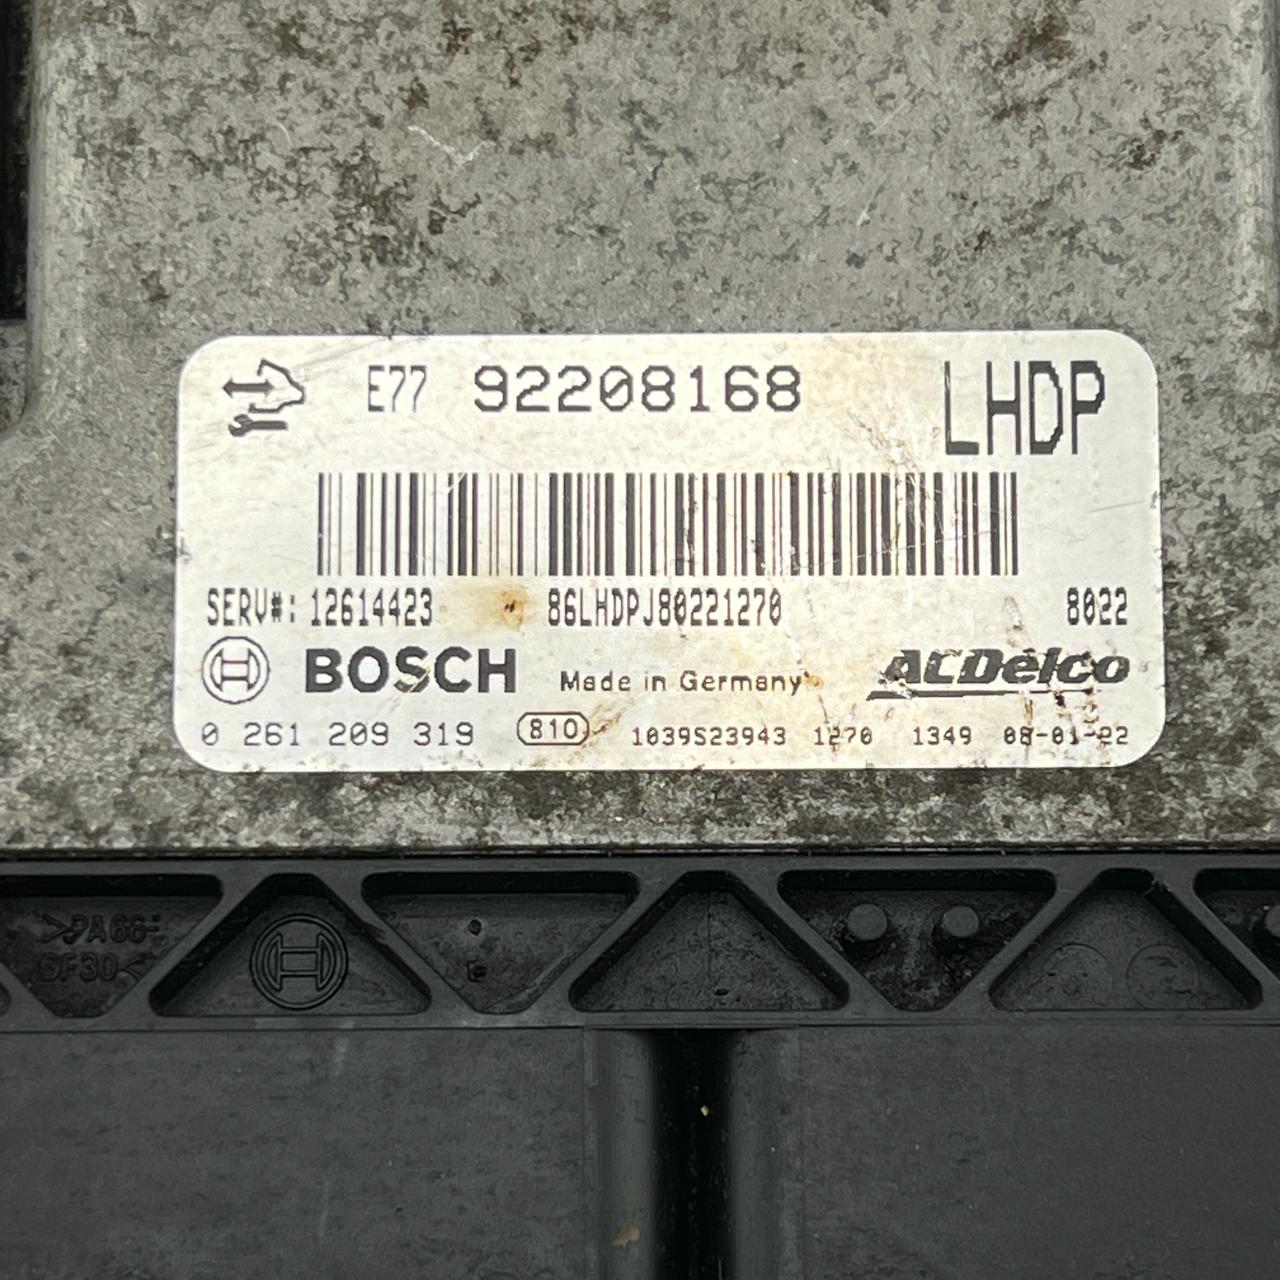 E77 92208168 LHDP
SERV#: 12614423 86LHDPJ80221270 8022
BOSCH Made in Germany ACDelco
0 261 209 319 810 1039S23943 1270 1349 08-01-22
>PA66-
GF30<